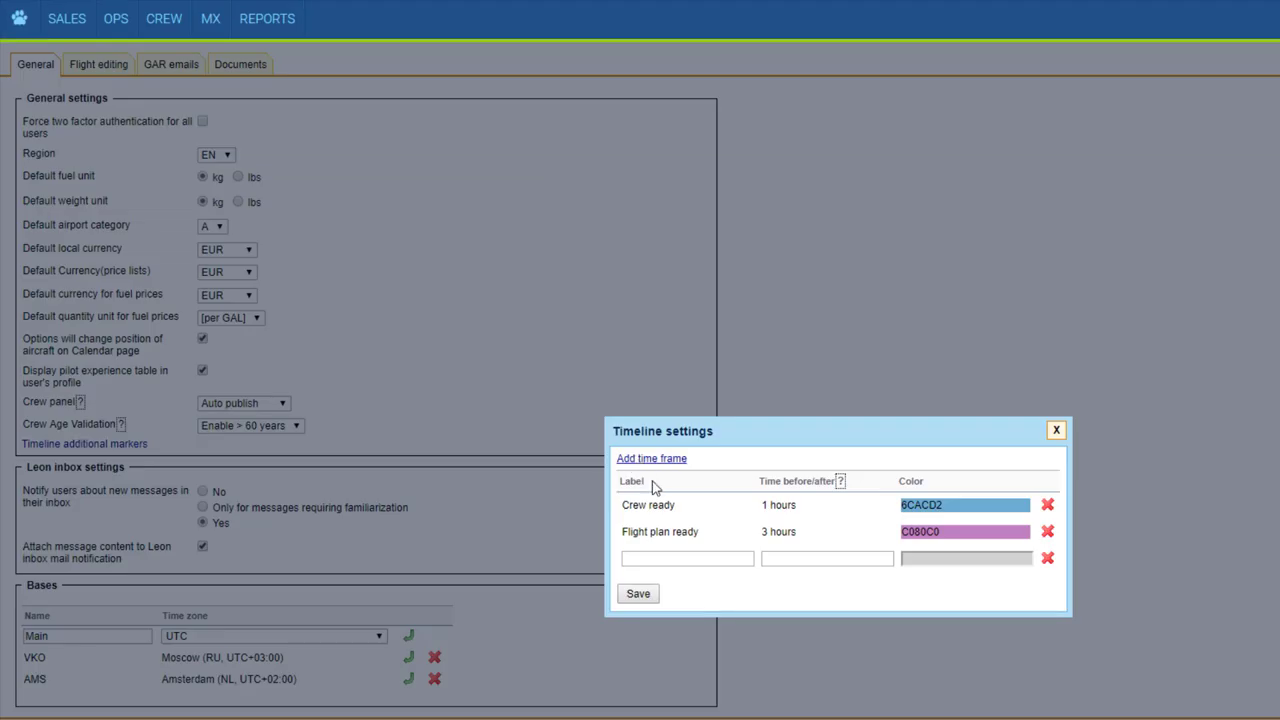 SALES OPS CREW MX REPORTS
General Flight editing GAR emails Documents
General settings
Force two factor authentication for all
users
Region EN
Default fuel unit kg lbs
Default weight unit kg lbs
Default airport category A
Default local currency EUR
Default Currency(price lists) EUR
Default currency for fuel prices EUR
Default quantity unit for fuel prices [per GAL]
Options will change position of
aircraft on Calendar page
Display pilot experience table in
user's profile
Crew panel? Auto publish
Crew Age Validation? Enable > 60 years
Timeline additional markers
Leon inbox settings
Notify users about new messages in
their inbox
No
Only for messages requiring familiarization
Yes
Attach message content to Leon
inbox mail notification
Bases
Name Time zone
Main UTC
VKO Moscow (RU, UTC+03:00)
AMS Amsterdam (NL, UTC+02:00)
Timeline settings X
Add time frame
Label Time before/after? Color
Crew ready 1 hours 6CACD2
Flight plan ready 3 hours C080C0
Save